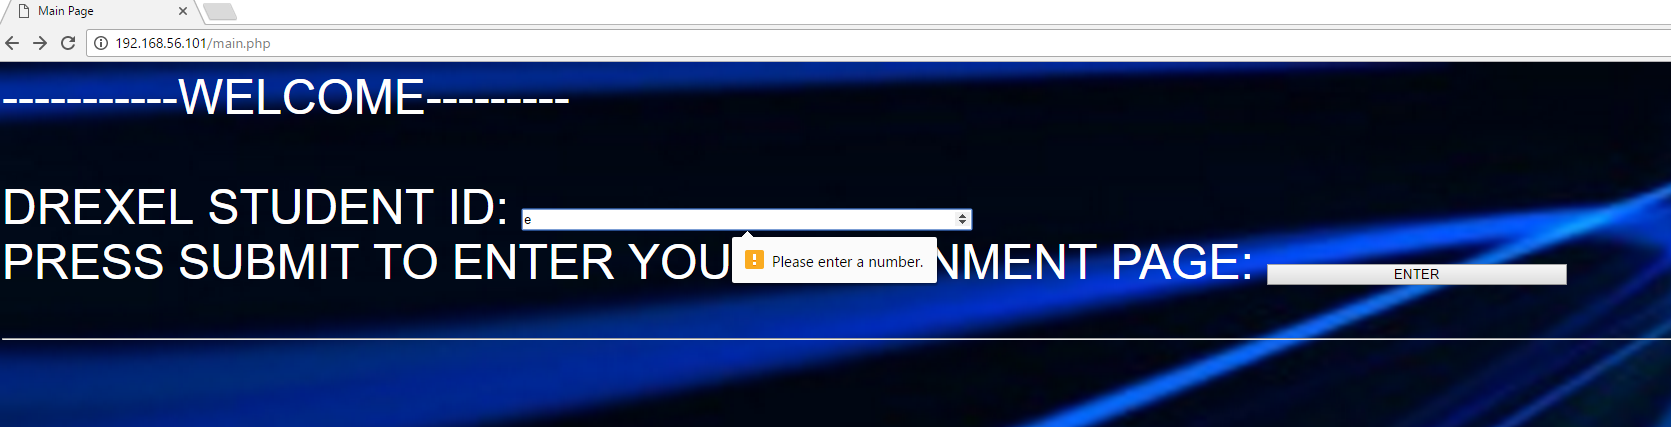 Main Page
192.168.56.101/main.php
-----------WELCOME---------
DREXEL STUDENT ID: e
PRESS SUBMIT TO ENTER YOU NMENT PAGE: ENTER
Please enter a number.